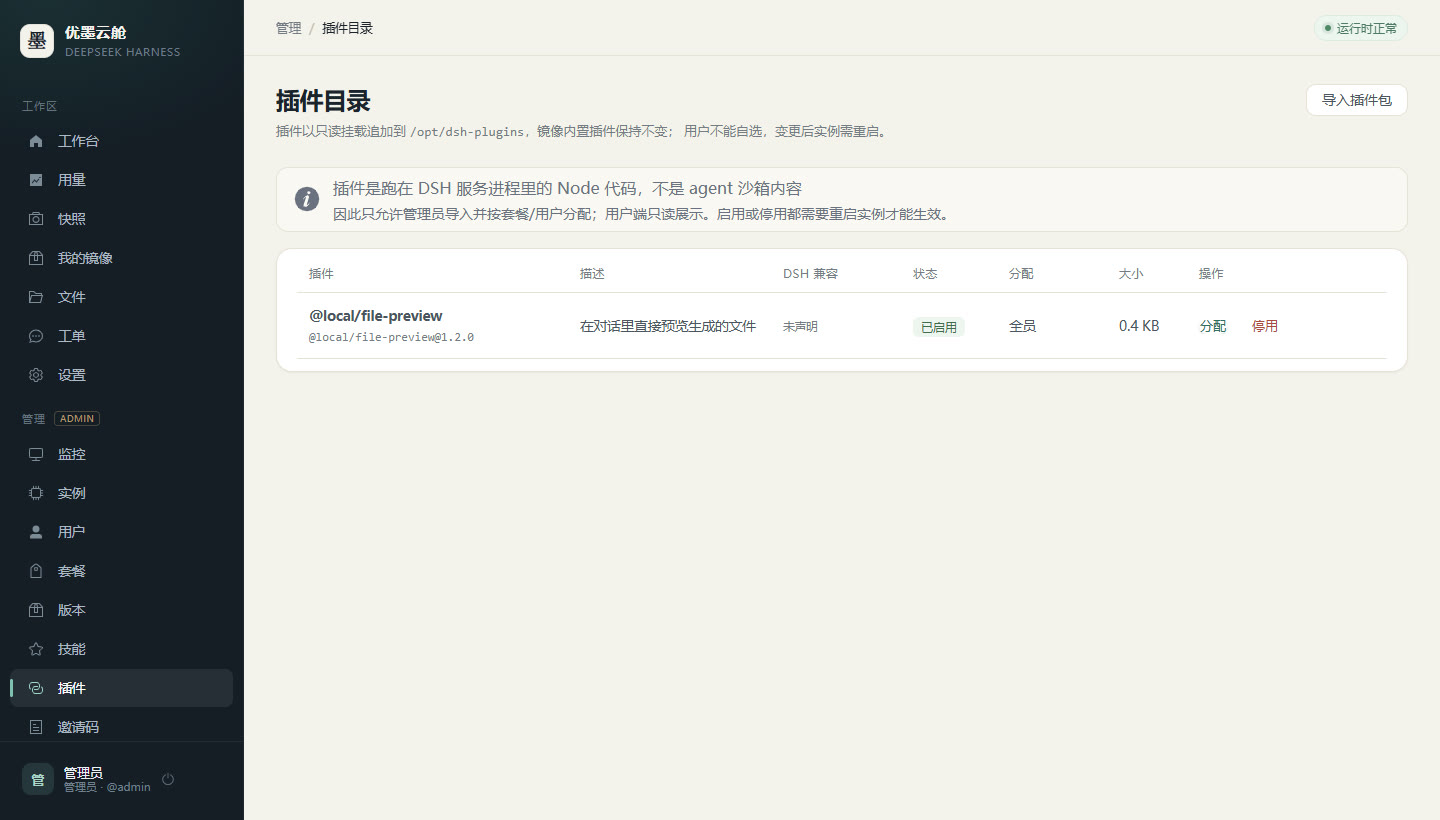 墨
优墨云舱
DEEPSEEK HARNESS
工作区
工作台
用量
快照
我的镜像
文件
工单
设置
管理 ADMIN
监控
实例
用户
套餐
版本
技能
插件
邀请码
管
管理员
管理员 · @admin
管理 / 插件目录
运行时正常
插件目录
导入插件包
插件以只读挂载追加到 /opt/dsh-plugins，镜像内置插件保持不变； 用户不能自选，变更后实例需重启。
插件是跑在 DSH 服务进程里的 Node 代码，不是 agent 沙箱内容
因此只允许管理员导入并按套餐/用户分配；用户端只读展示。启用或停用都需要重启实例才能生效。
插件 描述 DSH 兼容 状态 分配 大小 操作
@local/file-preview
@local/file-preview@1.2.0
在对话里直接预览生成的文件 未声明 已启用 全员 0.4 KB 分配 停用